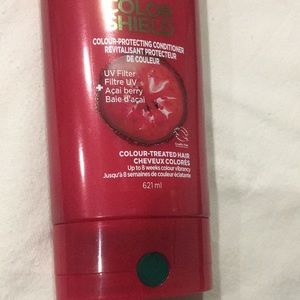 COLOR
SHIELD
COLOUR-PROTECTING CONDITIONER
REVITALISANT PROTECTEUR
DE COULEUR
UV Filter
Filtre UV
+ Açai berry
Baie d'açai
COLOUR-TREATED HAIR
CHEVEUX COLORÉS
Up to 8 weeks colour vibrancy
Jusqu'à 8 semaines de couleur éclatante
621 ml